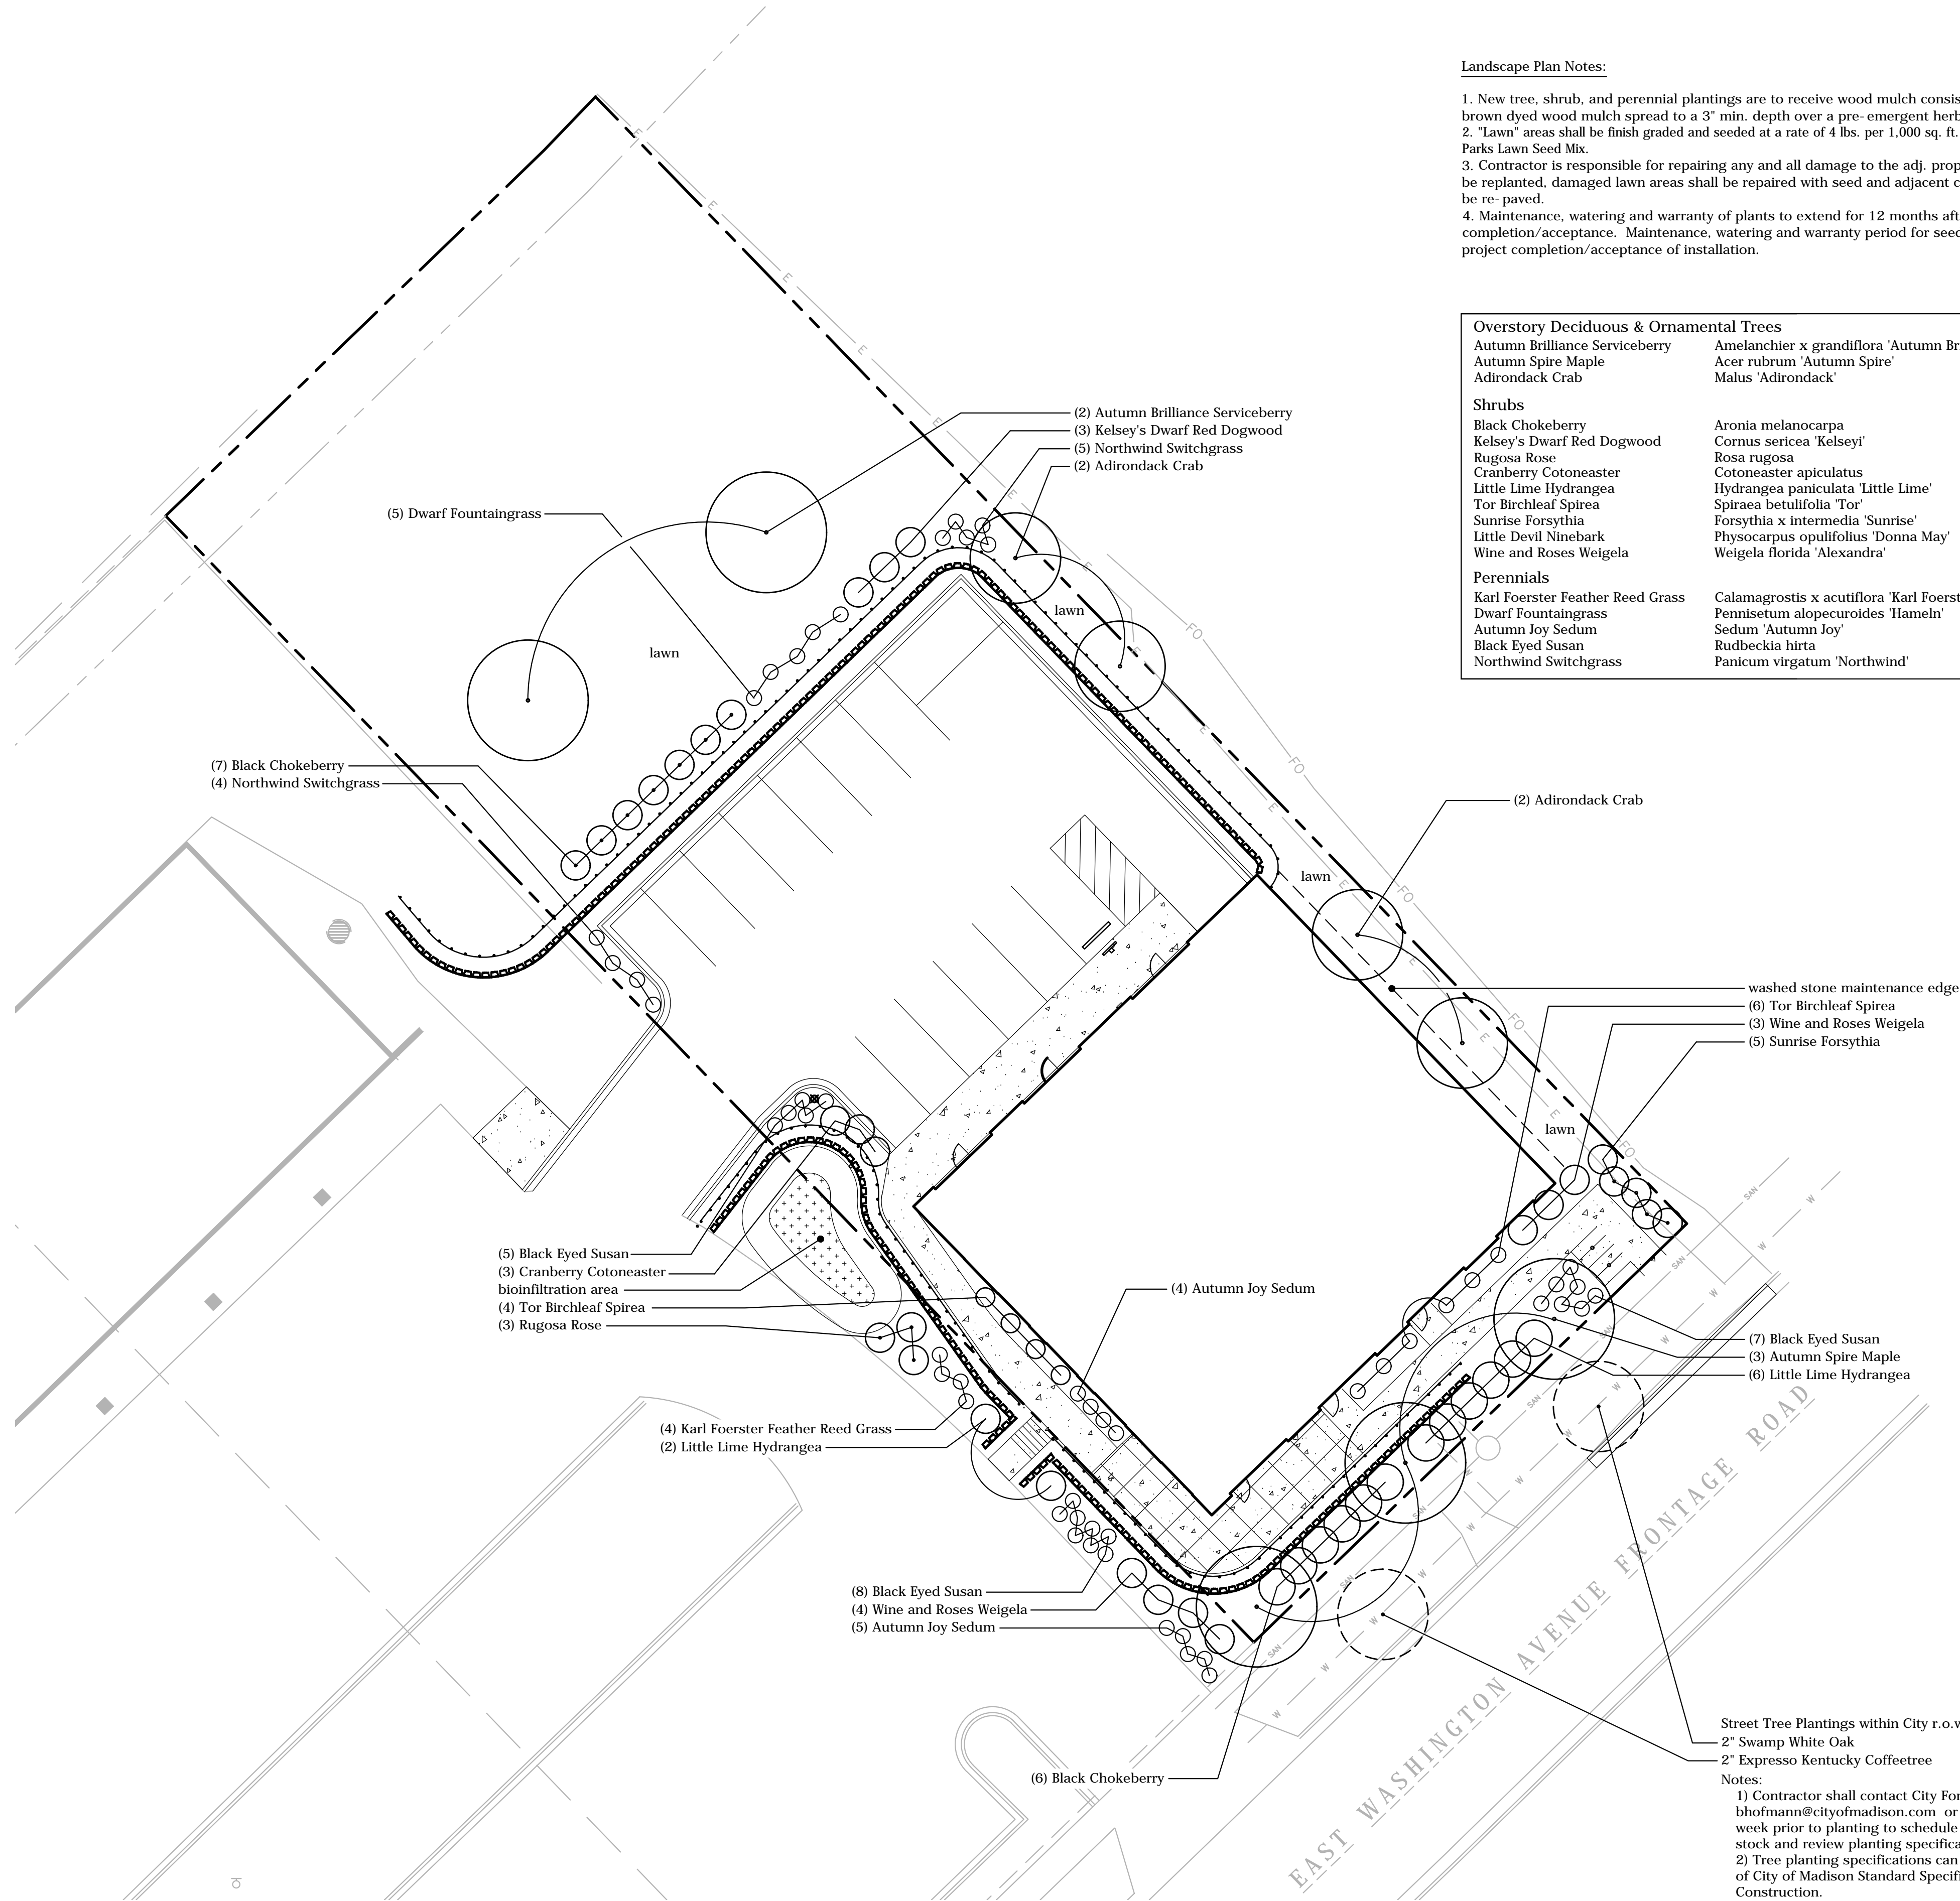 Landscape Plan Notes:
1. New tree, shrub, and perennial plantings are to receive wood mulch consis
brown dyed wood mulch spread to a 3" min. depth over a pre-emergent herb
2. "Lawn" areas shall be finish graded and seeded at a rate of 4 lbs. per 1,000 sq. ft.
Parks Lawn Seed Mix.
3. Contractor is responsible for repairing any and all damage to the adj. prop
be replanted, damaged lawn areas shall be repaired with seed and adjacent c
be re-paved.
4. Maintenance, watering and warranty of plants to extend for 12 months aft
completion/acceptance. Maintenance, watering and warranty period for seed
project completion/acceptance of installation.
Overstory Deciduous & Ornamental Trees
Autumn Brilliance Serviceberry Amelanchier x grandiflora 'Autumn Br
Autumn Spire Maple Acer rubrum 'Autumn Spire'
Adirondack Crab Malus 'Adirondack'
Shrubs
Black Chokeberry Aronia melanocarpa
Kelsey's Dwarf Red Dogwood Cornus sericea 'Kelseyi'
Rugosa Rose Rosa rugosa
Cranberry Cotoneaster Cotoneaster apiculatus
Little Lime Hydrangea Hydrangea paniculata 'Little Lime'
Tor Birchleaf Spirea Spiraea betulifolia 'Tor'
Sunrise Forsythia Forsythia x intermedia 'Sunrise'
Little Devil Ninebark Physocarpus opulifolius 'Donna May'
Wine and Roses Weigela Weigela florida 'Alexandra'
Perennials
Karl Foerster Feather Reed Grass Calamagrostis x acutiflora 'Karl Foerst
Dwarf Fountaingrass Pennisetum alopecuroides 'Hameln'
Autumn Joy Sedum Sedum 'Autumn Joy'
Black Eyed Susan Rudbeckia hirta
Northwind Switchgrass Panicum virgatum 'Northwind'
(2) Autumn Brilliance Serviceberry
(3) Kelsey's Dwarf Red Dogwood
(5) Northwind Switchgrass
(2) Adirondack Crab
(5) Dwarf Fountaingrass
lawn
lawn
(7) Black Chokeberry
(4) Northwind Switchgrass
(2) Adirondack Crab
lawn
washed stone maintenance edge
(6) Tor Birchleaf Spirea
(3) Wine and Roses Weigela
(5) Sunrise Forsythia
lawn
(5) Black Eyed Susan
(3) Cranberry Cotoneaster
bioinfiltration area
(4) Tor Birchleaf Spirea
(3) Rugosa Rose
(4) Autumn Joy Sedum
(7) Black Eyed Susan
(3) Autumn Spire Maple
(6) Little Lime Hydrangea
(4) Karl Foerster Feather Reed Grass
(2) Little Lime Hydrangea
(8) Black Eyed Susan
(4) Wine and Roses Weigela
(5) Autumn Joy Sedum
(6) Black Chokeberry
EAST WASHINGTON AVENUE FRONTAGE ROAD
Street Tree Plantings within City r.o.w
2" Swamp White Oak
2" Expresso Kentucky Coffeetree
Notes:
1) Contractor shall contact City For
bhofmann@cityofmadison.com or
week prior to planting to schedule
stock and review planting specifica
2) Tree planting specifications can
of City of Madison Standard Specifi
Construction.
E
E
E
E
E
E
E
E
E
E
E
E
E
E
FO
FO
FO
FO
FO
SAN
SAN
SAN
SAN
SAN
SAN
SAN
W
W
W
W
W
W
W
W
W
W
W
W